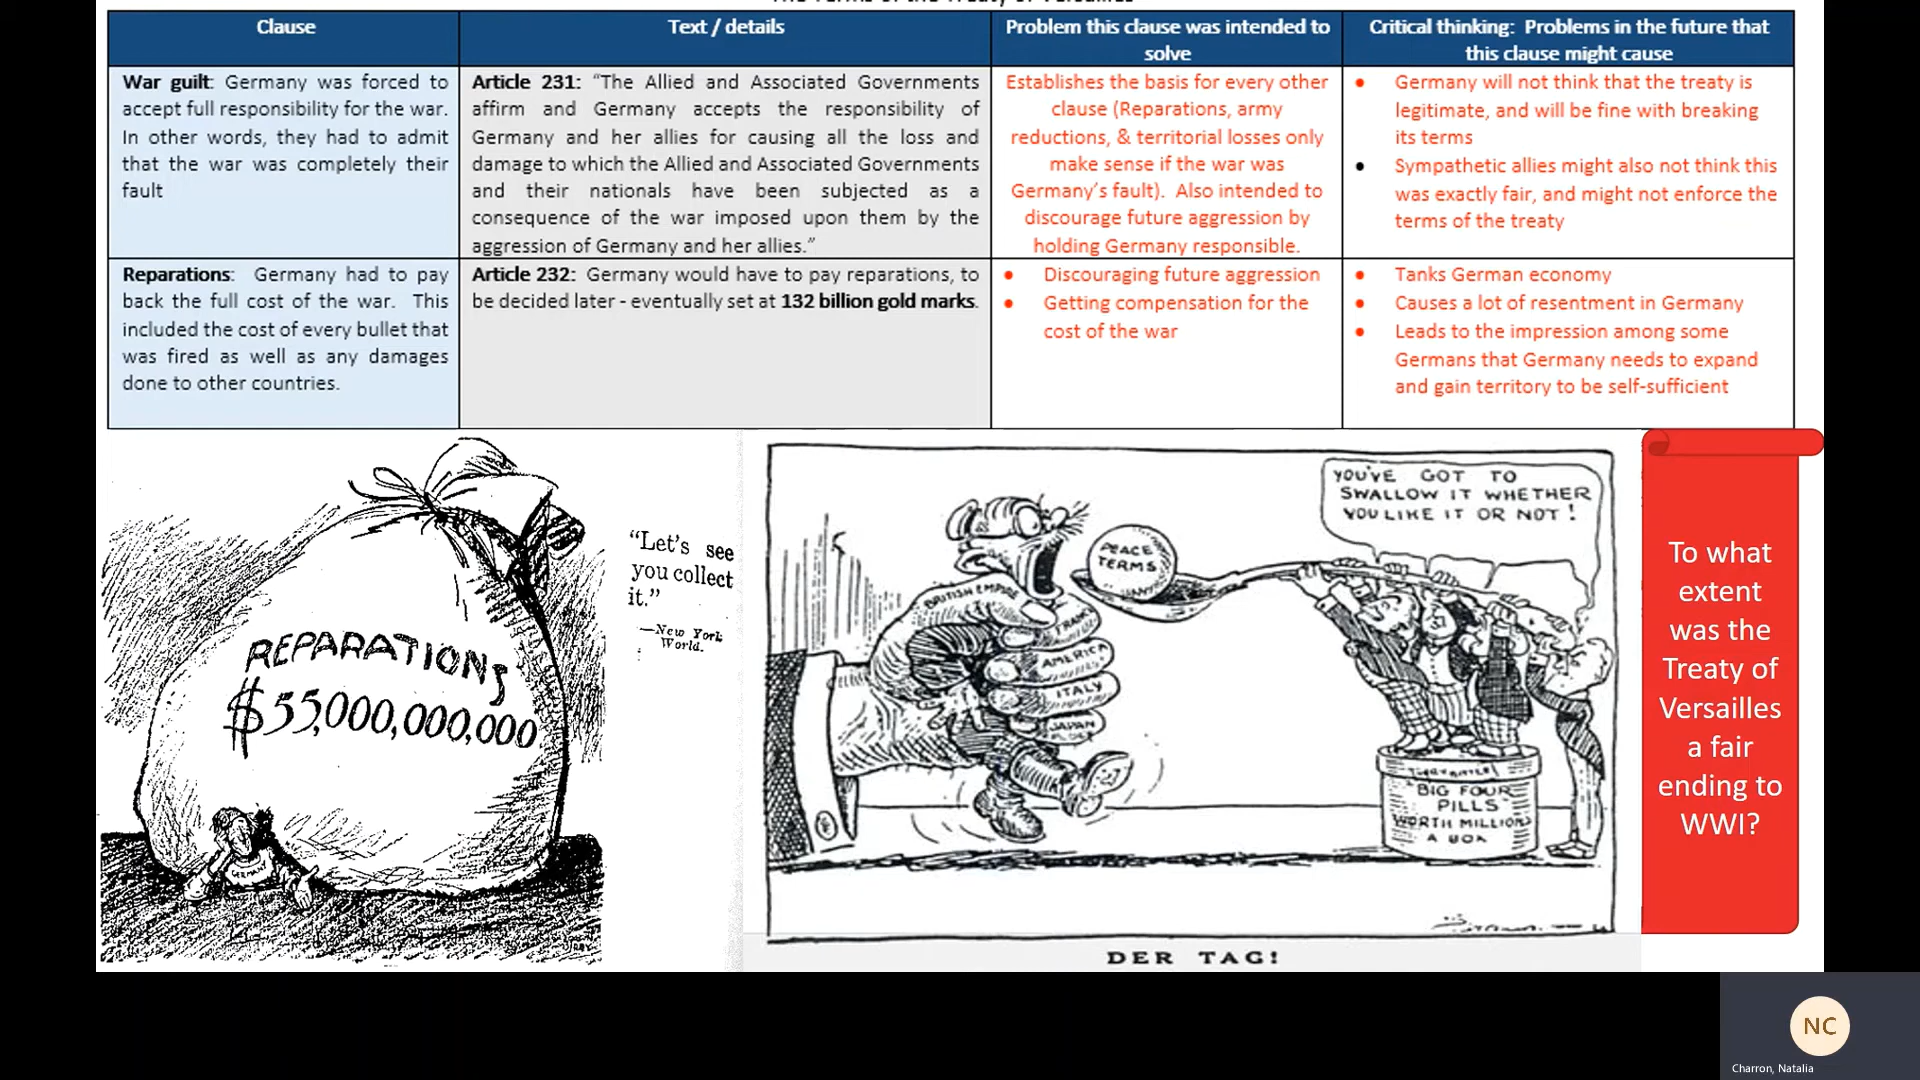 The Terms of the Treaty of Versailles
Clause
Text / details
Problem this clause was intended to
solve
Critical thinking:  Problems in the future that
this clause might cause
War guilt: Germany was forced to
accept full responsibility for the war.
In other words, they had to admit
that the war was completely their
fault
Article 231: “The Allied and Associated Governments
affirm and Germany accepts the responsibility of
Germany and her allies for causing all the loss and
damage to which the Allied and Associated Governments
and their nationals have been subjected as a
consequence of the war imposed upon them by the
aggression of Germany and her allies.”
Establishes the basis for every other
clause (Reparations, army
reductions, & territorial losses only
make sense if the war was
Germany’s fault).  Also intended to
discourage future aggression by
holding Germany responsible.
• Germany will not think that the treaty is
legitimate, and will be fine with breaking
its terms
• Sympathetic allies might also not think this
was exactly fair, and might not enforce the
terms of the treaty
Reparations:  Germany had to pay
back the full cost of the war.  This
included the cost of every bullet that
was fired as well as any damages
done to other countries.
Article 232:  Germany would have to pay reparations, to
be decided later - eventually set at 132 billion gold marks.
• Discouraging future aggression
• Getting compensation for the
cost of the war
• Tanks German economy
• Causes a lot of resentment in Germany
• Leads to the impression among some
Germans that Germany needs to expand
and gain territory to be self-sufficient
REPARATIONS
$55,000,000,000
GERMANY
“Let’s see
you collect
it.”
—New York
World.
YOU'VE GOT TO
SWALLOW IT WHETHER
YOU LIKE IT OR NOT!
PEACE
TERMS
BRITISH EMPIRE
FRANCE
AMERICA
ITALY
JAPAN
"BIG FOUR
PILLS"
WORTH MILLIONS
A BOX
DER TAG!
To what
extent
was the
Treaty of
Versailles
a fair
ending to
WWI?
NC
Charron, Natalia